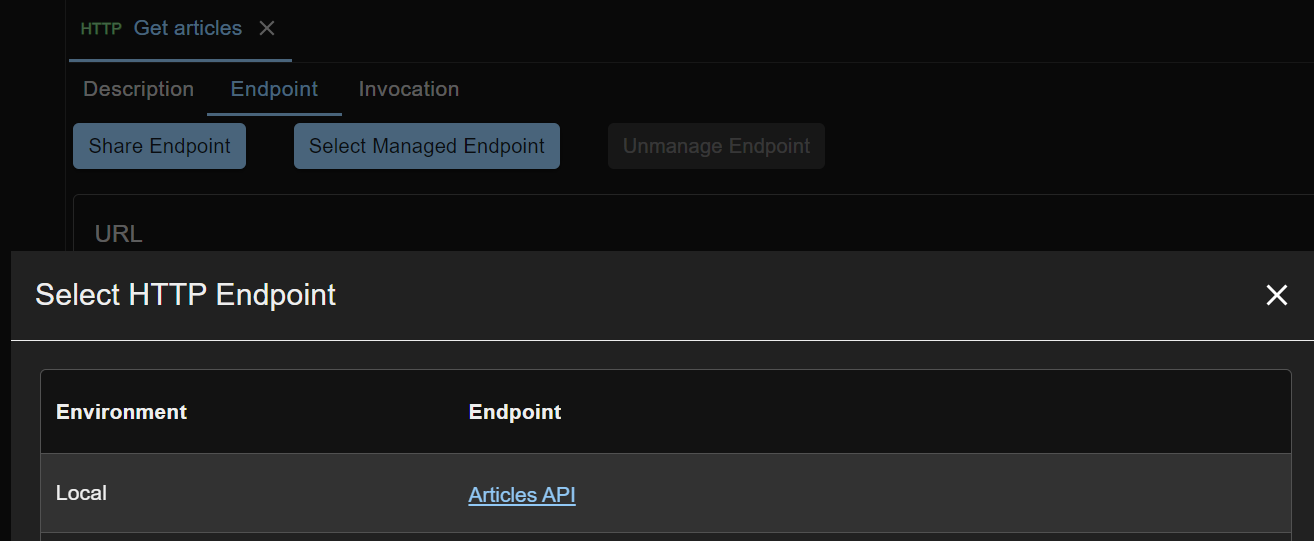 HTTP Get articles
Description Endpoint Invocation
Share Endpoint Select Managed Endpoint Unmanage Endpoint
URL
Select HTTP Endpoint
Environment Endpoint
Local Articles API